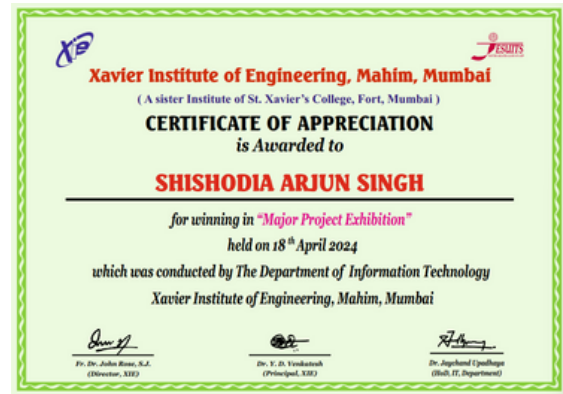 Xie
JESUITS
Xavier Institute of Engineering, Mahim, Mumbai
( A sister Institute of St. Xavier's College, Fort, Mumbai )
CERTIFICATE OF APPRECIATION
is Awarded to
SHISHODIA ARJUN SINGH
for winning in “Major Project Exhibition”
held on 18th April 2024
which was conducted by The Department of Information Technology
Xavier Institute of Engineering, Mahim, Mumbai
Fr. Dr. John Rose, S.J. Dr. Y. D. Venkatesh Dr. Jaychand Upadhyay
(Director, XIE) (Principal, XIE) (HoD, IT, Department)